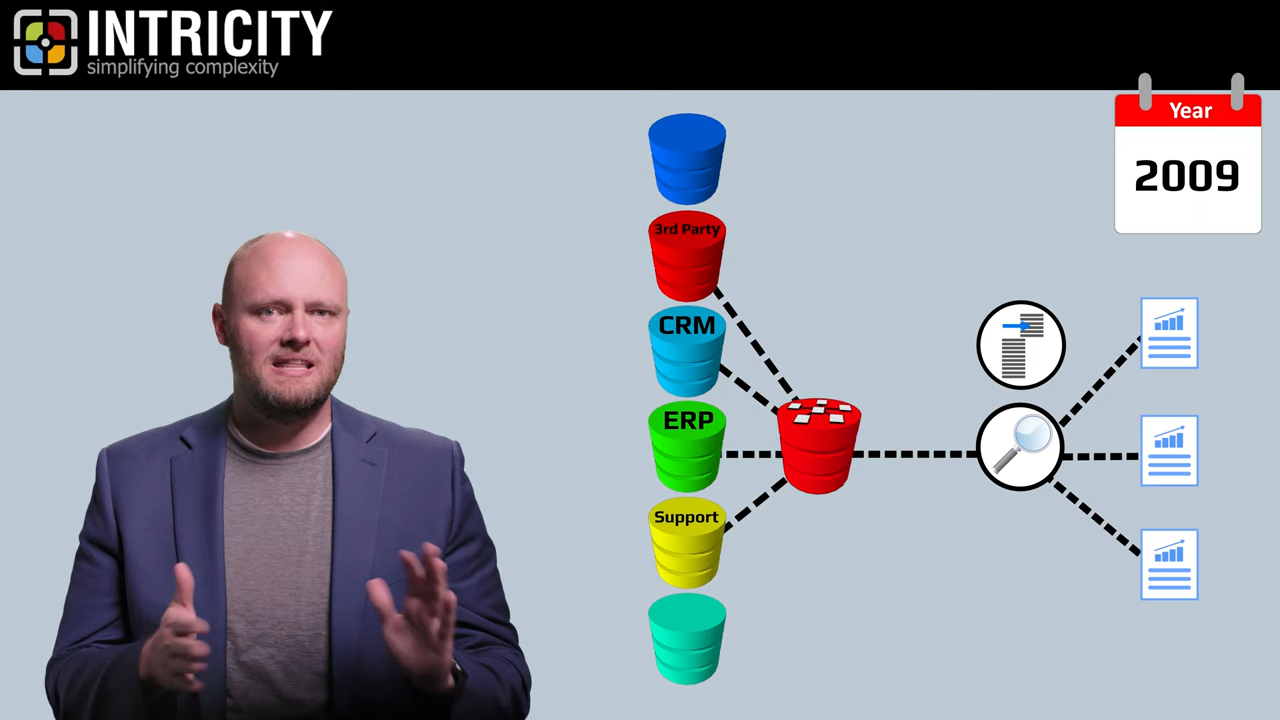 INTRICITY
simplifying complexity
Year
2009
3rd Party
CRM
ERP
Support